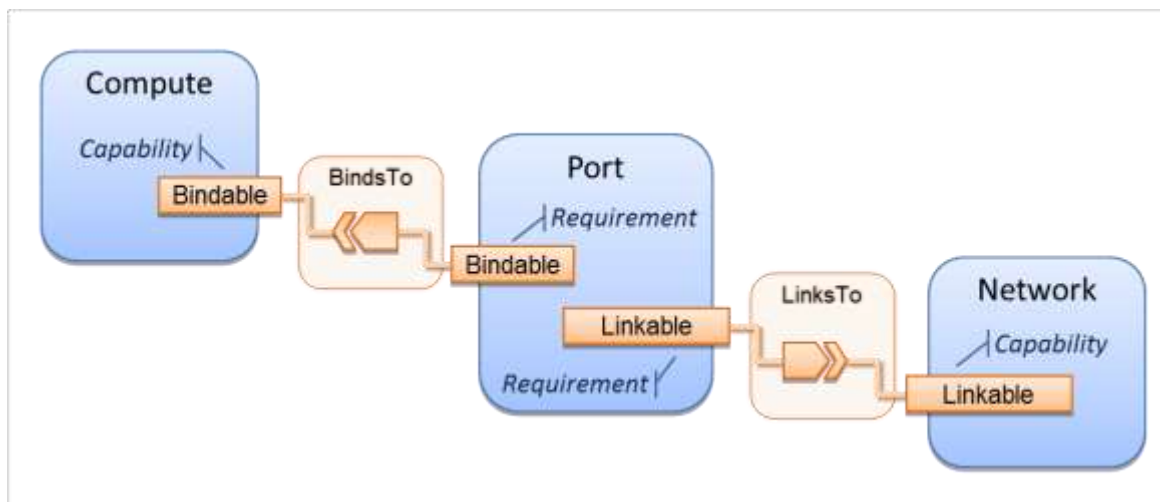 Compute
Capability
Bindable
BindsTo
Port
Requirement
Bindable
Linkable
Requirement
LinksTo
Network
Capability
Linkable